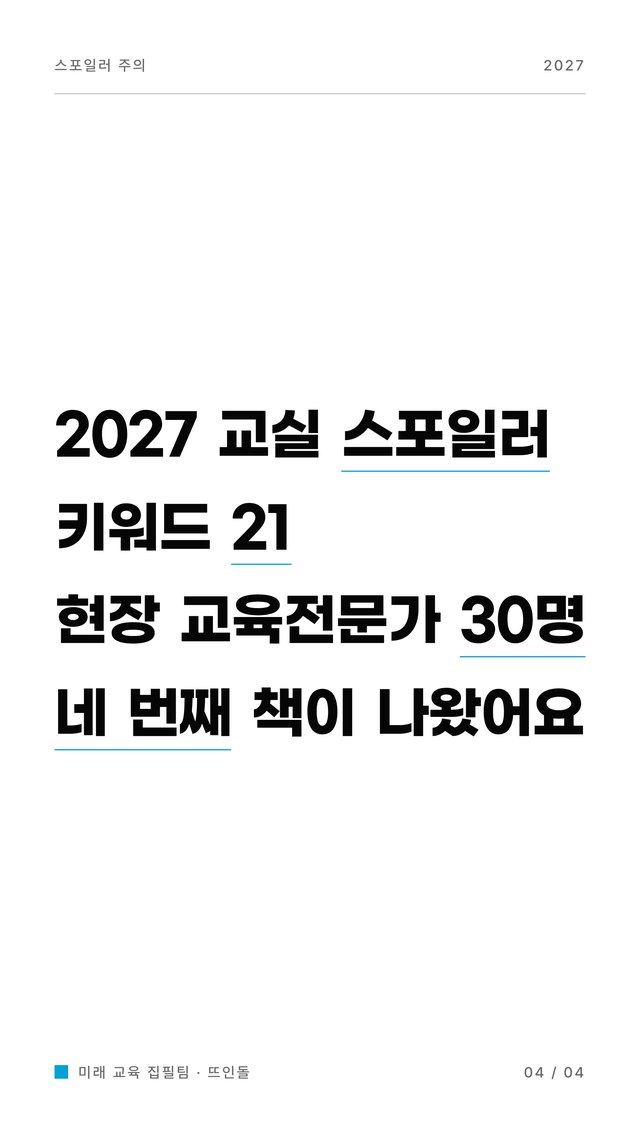 스포일러 주의
2027
2027 교실 스포일러
키워드 21
현장 교육전문가 30명
네 번째 책이 나왔어요
미래 교육 집필팀 · 뜨인돌
04 / 04